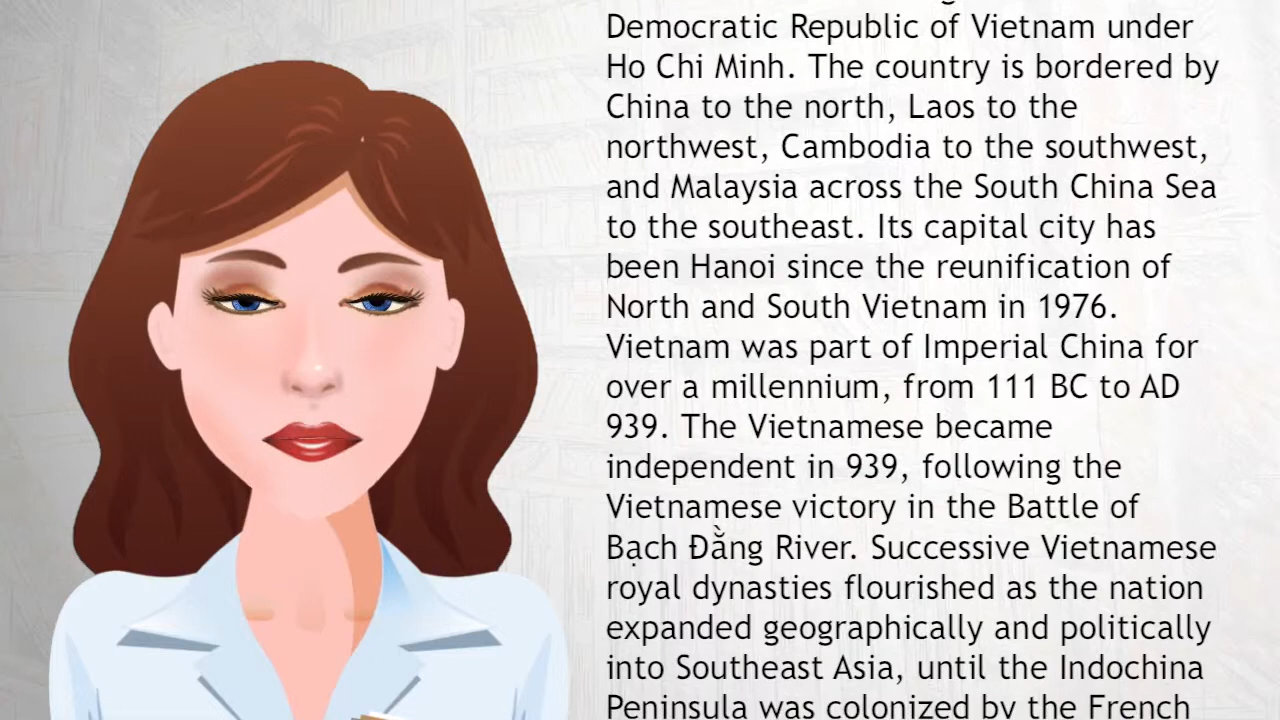 Democratic Republic of Vietnam under
Ho Chi Minh. The country is bordered by
China to the north, Laos to the
northwest, Cambodia to the southwest,
and Malaysia across the South China Sea
to the southeast. Its capital city has
been Hanoi since the reunification of
North and South Vietnam in 1976.
Vietnam was part of Imperial China for
over a millennium, from 111 BC to AD
939. The Vietnamese became
independent in 939, following the
Vietnamese victory in the Battle of
Bạch Đằng River. Successive Vietnamese
royal dynasties flourished as the nation
expanded geographically and politically
into Southeast Asia, until the Indochina
Peninsula was colonized by the French